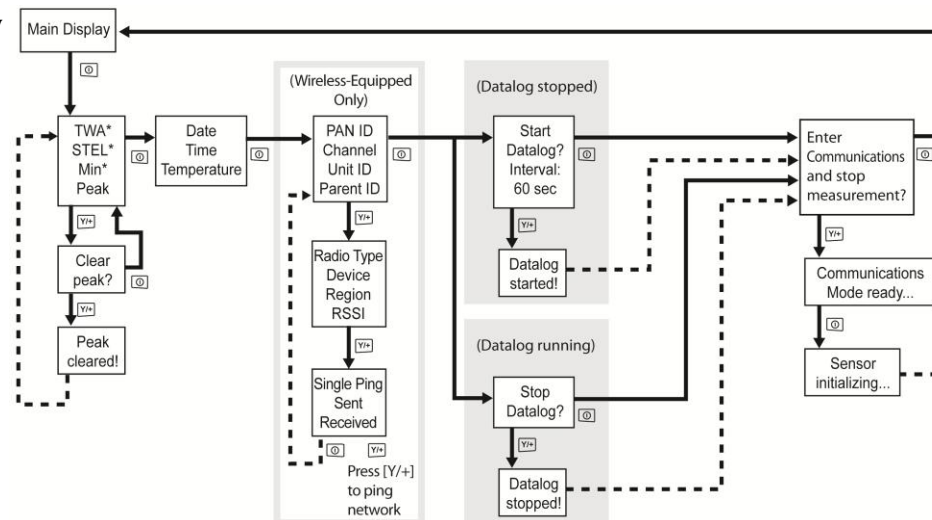 Main Display
TWA*
STEL*
Min*
Peak
Y/+
Clear
peak?
Y/+
Peak
cleared!
Date
Time
Temperature
(Wireless-Equipped
Only)
PAN ID
Channel
Unit ID
Parent ID
Y/+
Radio Type
Device
Region
RSSI
Y/+
Single Ping
Sent
Received
Y/+
Press [Y/+]
to ping
network
(Datalog stopped)
Start
Datalog?
Interval:
60 sec
Y/+
Datalog
started!
(Datalog running)
Stop
Datalog?
Y/+
Datalog
stopped!
Enter
Communications
and stop
measurement?
Y/+
Communications
Mode ready...
Sensor
initializing...